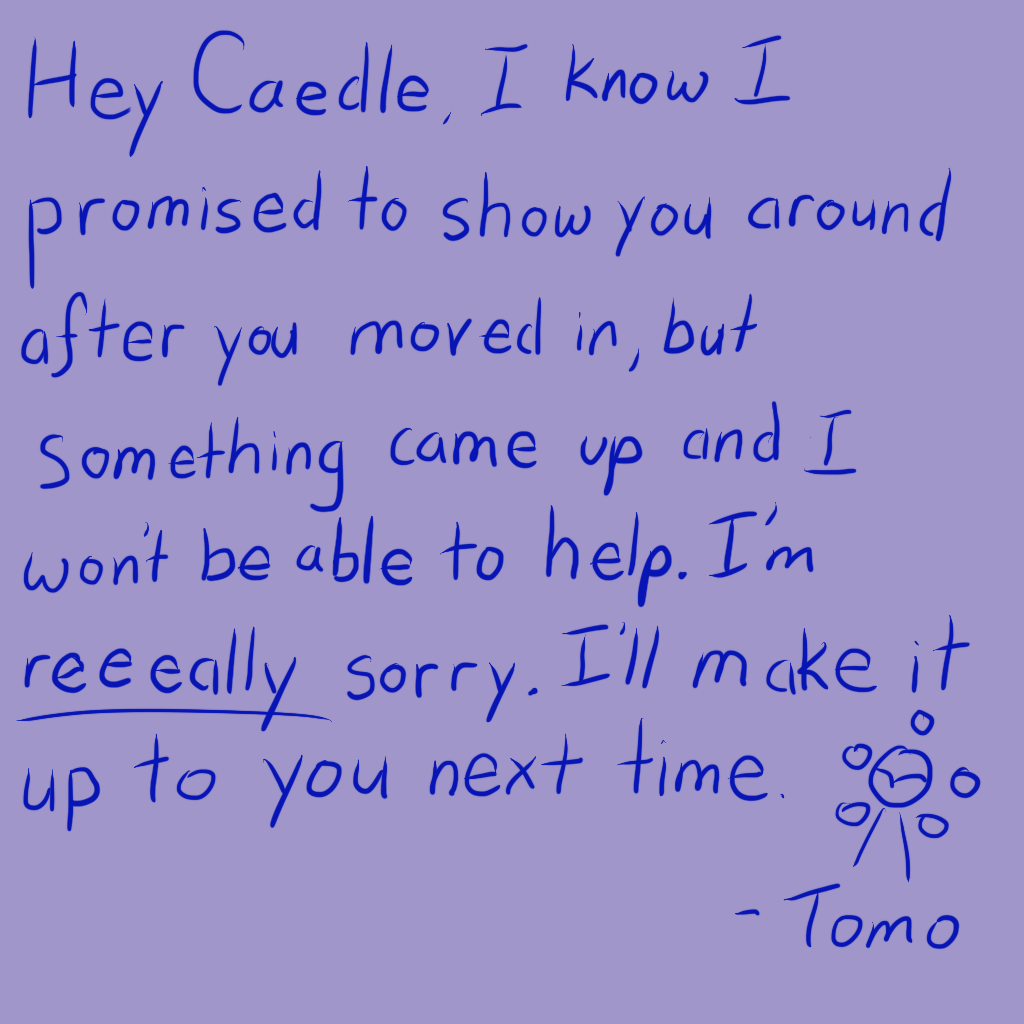 Hey Caedle, I know I
promised to show you around
after you moved in, but
something came up and I
won't be able to help. I'm
reeeally sorry. I'll make it
up to you next time.
- Tomo